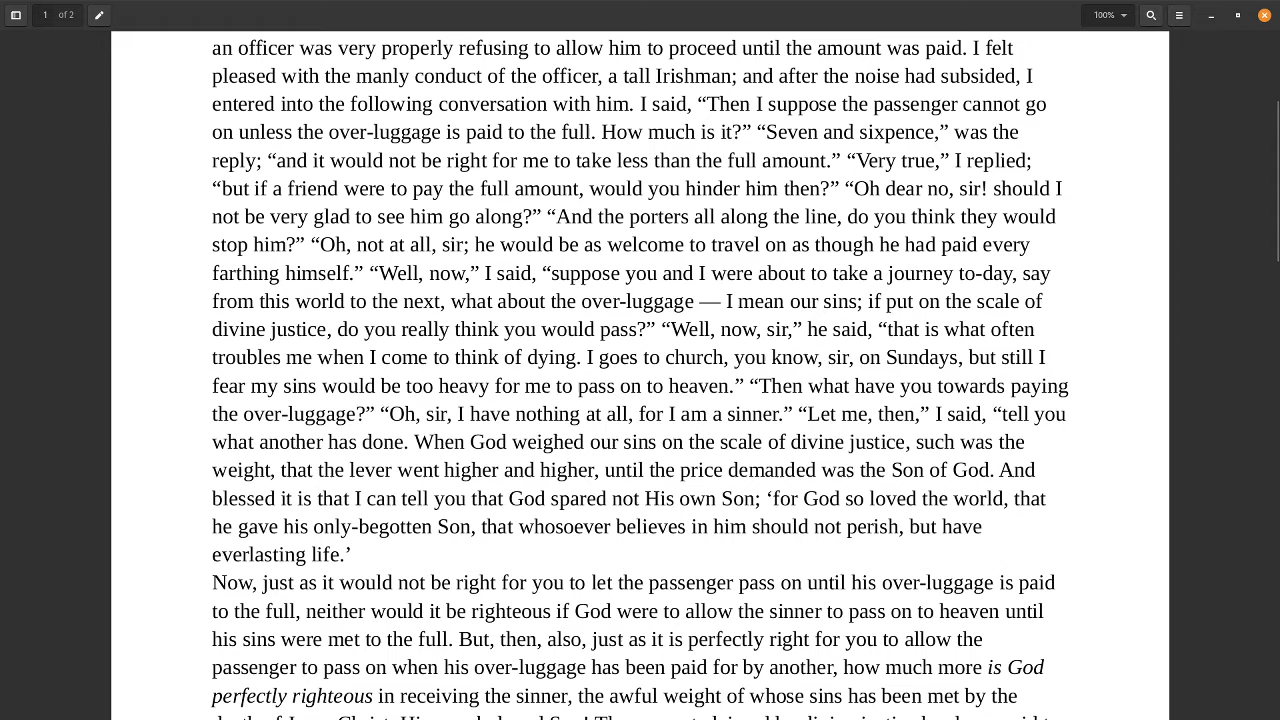 1 of 2
100%
an officer was very properly refusing to allow him to proceed until the amount was paid. I felt
pleased with the manly conduct of the officer, a tall Irishman; and after the noise had subsided, I
entered into the following conversation with him. I said, “Then I suppose the passenger cannot go
on unless the over-luggage is paid to the full. How much is it?” “Seven and sixpence,” was the
reply; “and it would not be right for me to take less than the full amount.” “Very true,” I replied;
“but if a friend were to pay the full amount, would you hinder him then?” “Oh dear no, sir! should I
not be very glad to see him go along?” “And the porters all along the line, do you think they would
stop him?” “Oh, not at all, sir; he would be as welcome to travel on as though he had paid every
farthing himself.” “Well, now,” I said, “suppose you and I were about to take a journey to-day, say
from this world to the next, what about the over-luggage — I mean our sins; if put on the scale of
divine justice, do you really think you would pass?” “Well, now, sir,” he said, “that is what often
troubles me when I come to think of dying. I goes to church, you know, sir, on Sundays, but still I
fear my sins would be too heavy for me to pass on to heaven.” “Then what have you towards paying
the over-luggage?” “Oh, sir, I have nothing at all, for I am a sinner.” “Let me, then,” I said, “tell you
what another has done. When God weighed our sins on the scale of divine justice, such was the
weight, that the lever went higher and higher, until the price demanded was the Son of God. And
blessed it is that I can tell you that God spared not His own Son; ‘for God so loved the world, that
he gave his only-begotten Son, that whosoever believes in him should not perish, but have
everlasting life.’
Now, just as it would not be right for you to let the passenger pass on until his over-luggage is paid
to the full, neither would it be righteous if God were to allow the sinner to pass on to heaven until
his sins were met to the full. But, then, also, just as it is perfectly right for you to allow the
passenger to pass on when his over-luggage has been paid for by another, how much more is God
perfectly righteous in receiving the sinner, the awful weight of whose sins has been met by the